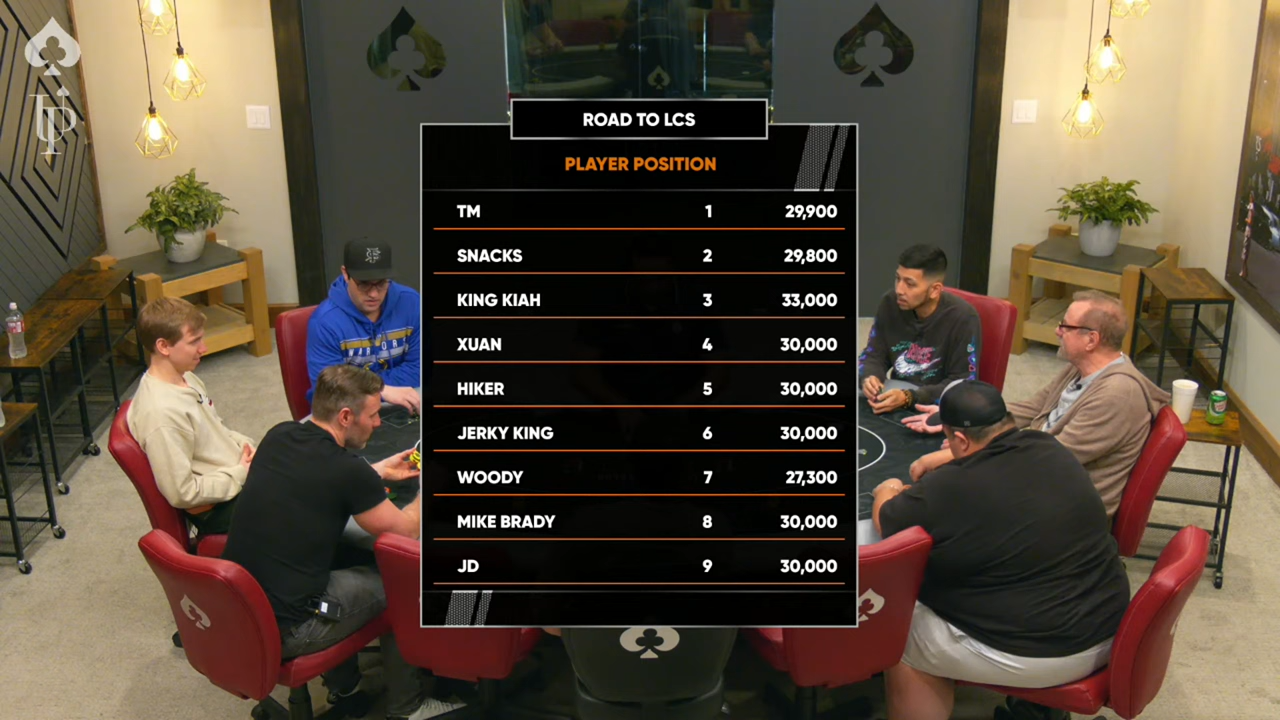 ROAD TO LCS
PLAYER POSITION
TM 1 29,900
SNACKS 2 29,800
KING KIAH 3 33,000
XUAN 4 30,000
HIKER 5 30,000
JERKY KING 6 30,000
WOODY 7 27,300
MIKE BRADY 8 30,000
JD 9 30,000